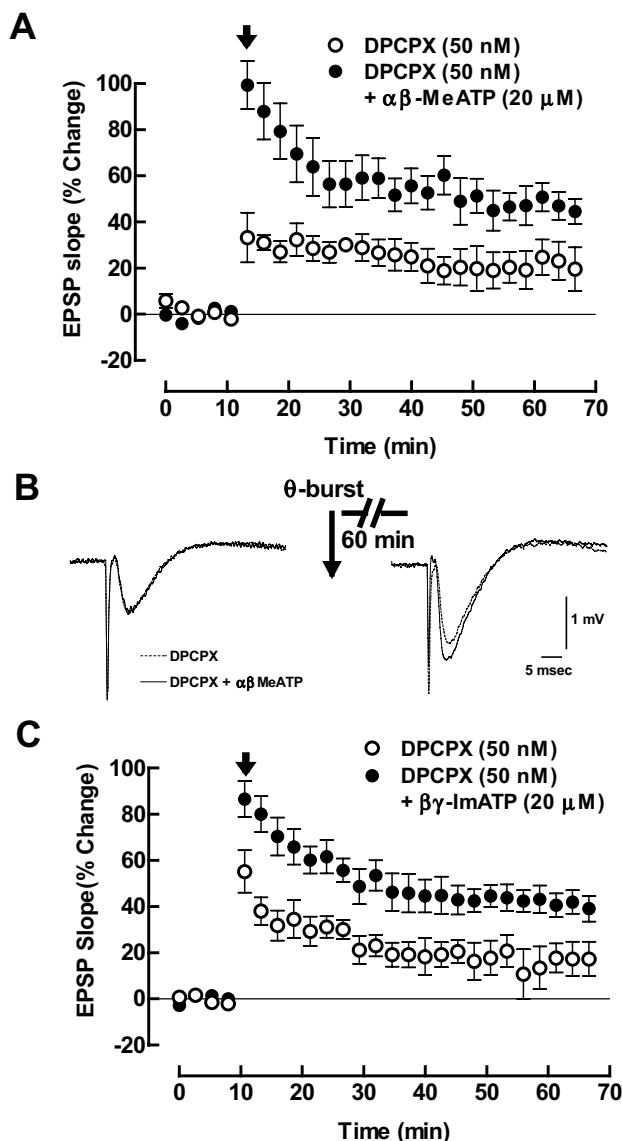 A
DPCPX (50 nM)
DPCPX (50 nM)
+ αβ-MeATP (20 μM)
EPSP slope (% Change)
100
80
60
40
20
0
-20
0 10 20 30 40 50 60 70
Time (min)
B
θ-burst
60 min
DPCPX
DPCPX + αβMeATP
1 mV
5 msec
C
DPCPX (50 nM)
DPCPX (50 nM)
+ βγ-ImATP (20 μM)
EPSP Slope(% Change)
100
80
60
40
20
0
-20
0 10 20 30 40 50 60 70
Time (min)